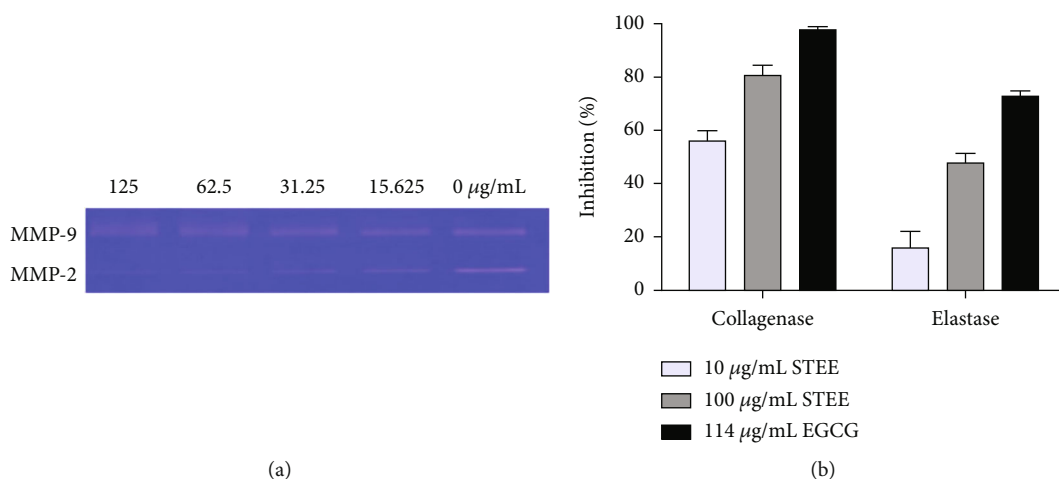 125 62.5 31.25 15.625 0 μg/mL
MMP-9
MMP-2
(a)
Inhibition (%)
100
80
60
40
20
0
Collagenase Elastase
10 μg/mL STEE
100 μg/mL STEE
114 μg/mL EGCG
(b)